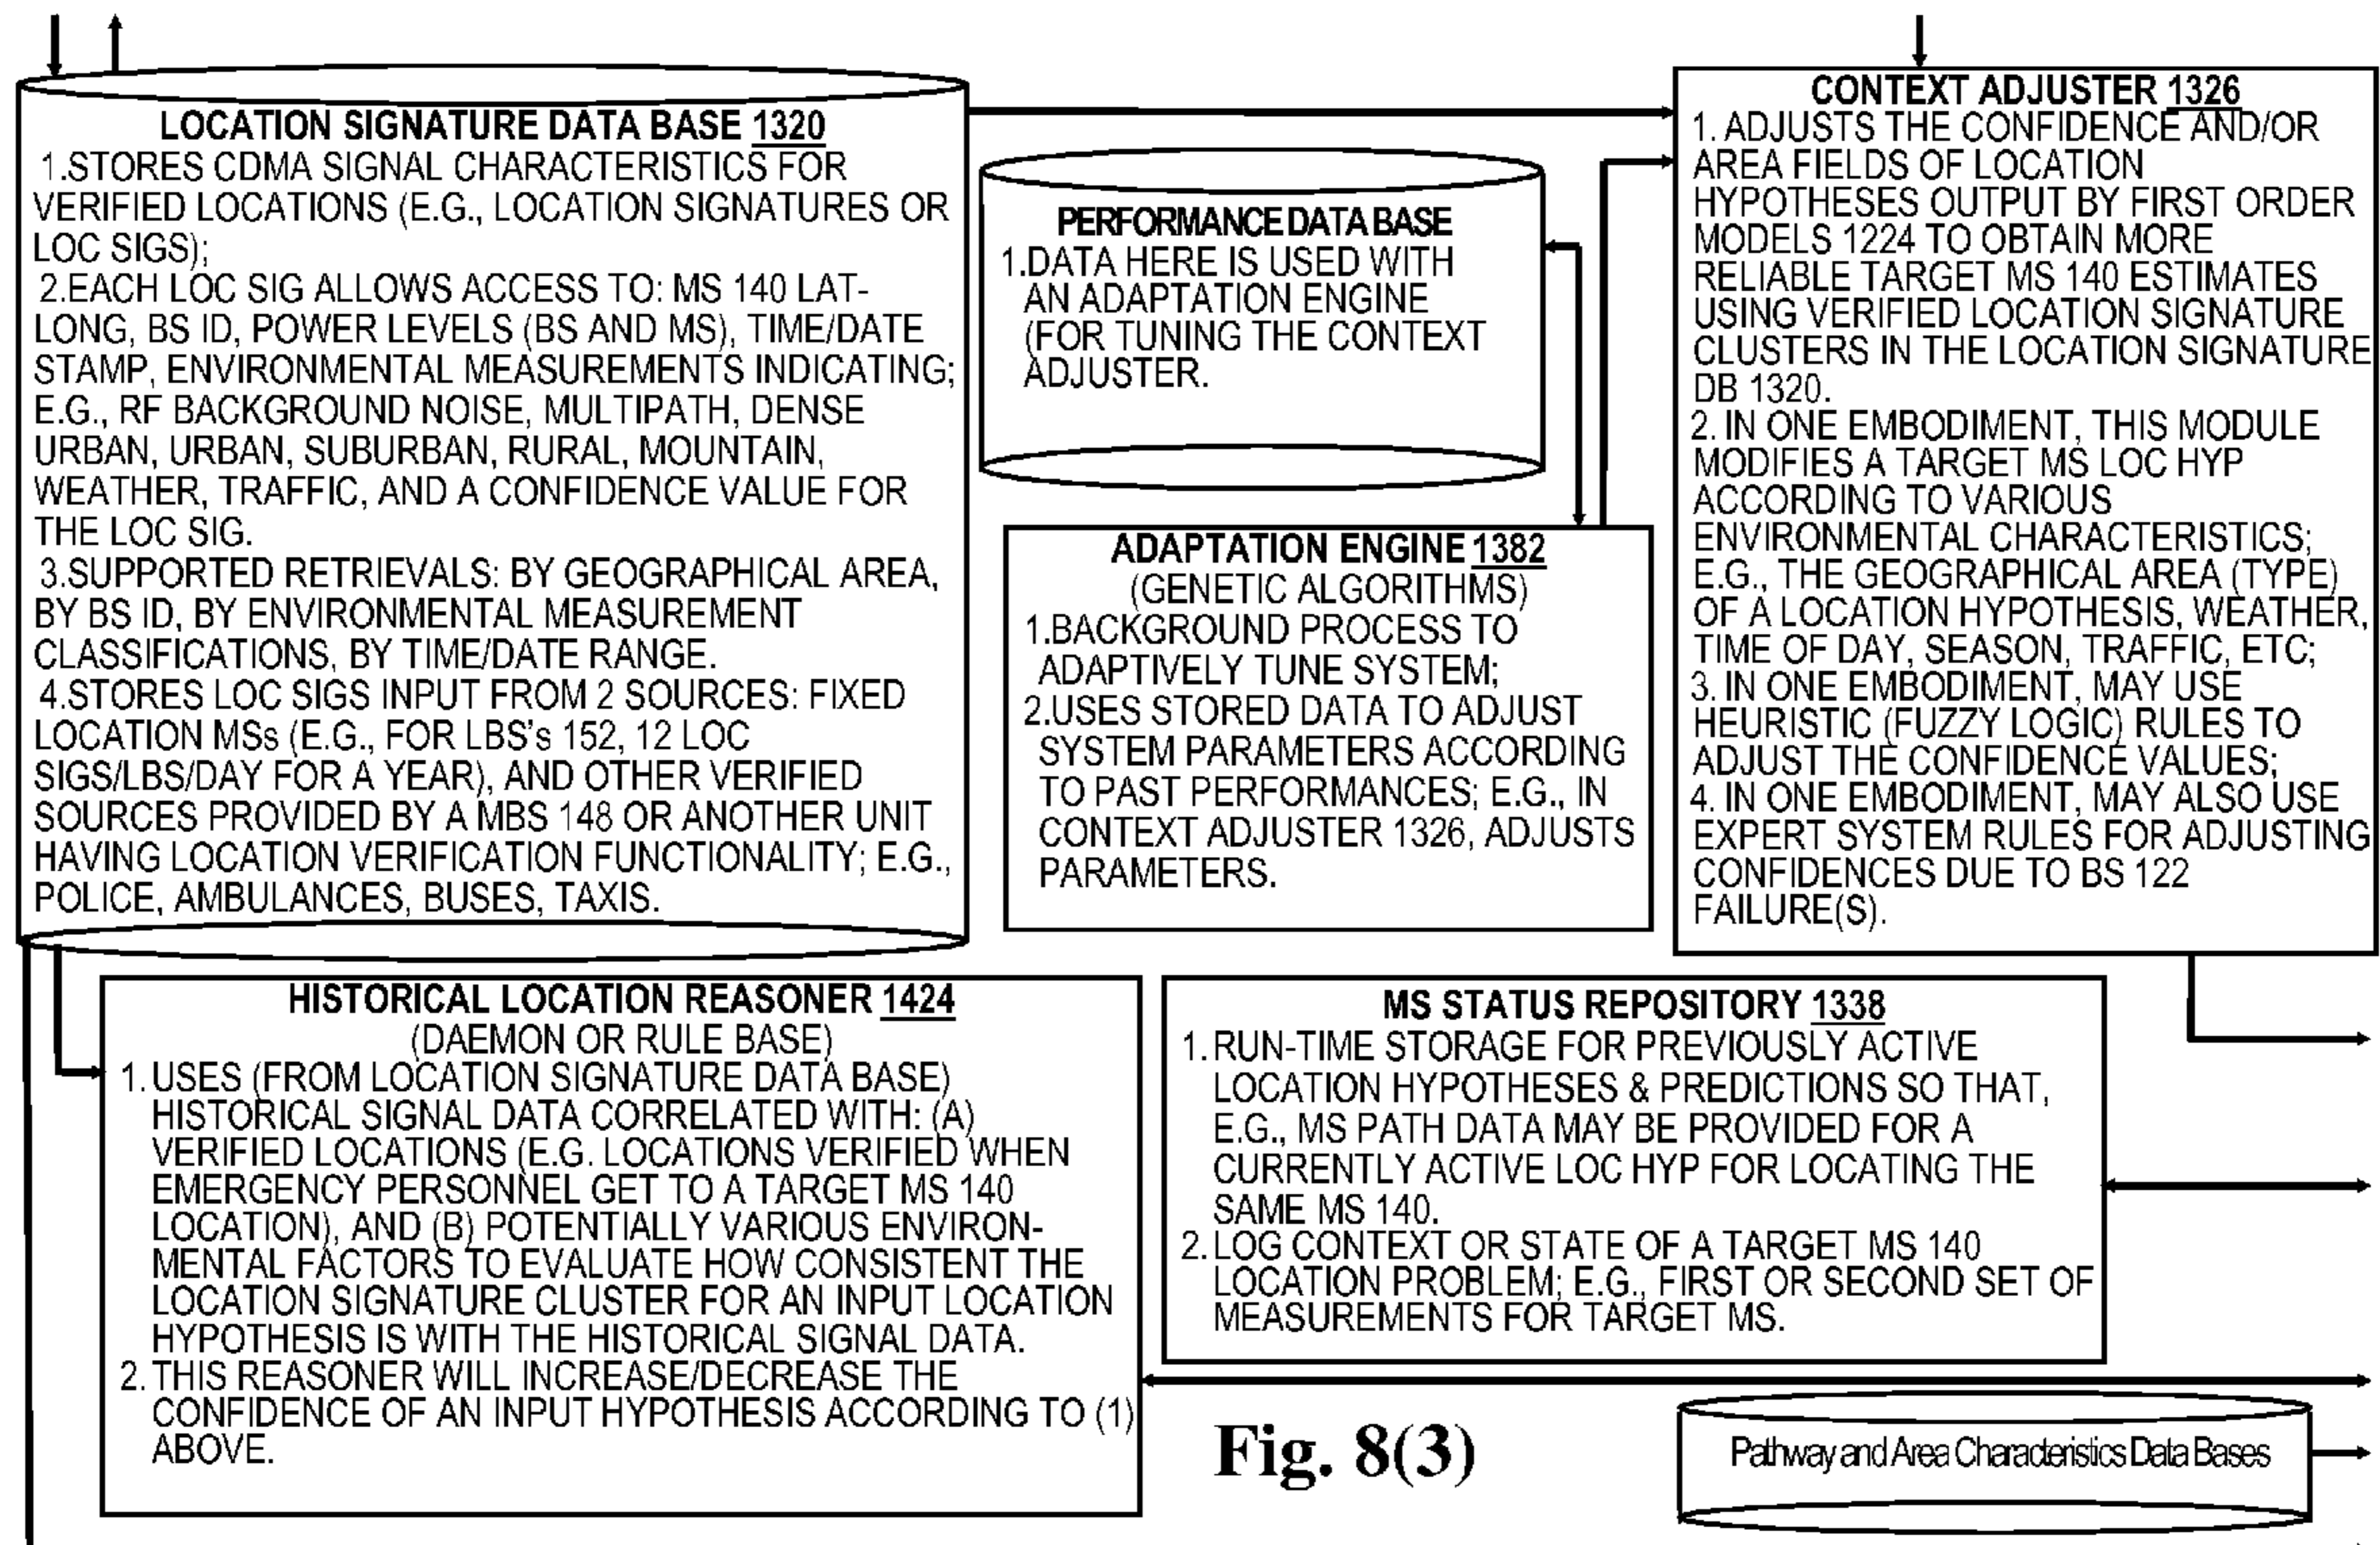 LOCATION SIGNATURE DATA BASE 1320
1.STORES CDMA SIGNAL CHARACTERISTICS FOR
VERIFIED LOCATIONS (E.G., LOCATION SIGNATURES OR
LOC SIGS);
2.EACH LOC SIG ALLOWS ACCESS TO: MS 140 LAT-
LONG, BS ID, POWER LEVELS (BS AND MS), TIME/DATE
STAMP, ENVIRONMENTAL MEASUREMENTS INDICATING;
E.G., RF BACKGROUND NOISE, MULTIPATH, DENSE
URBAN, URBAN, SUBURBAN, RURAL, MOUNTAIN,
WEATHER, TRAFFIC, AND A CONFIDENCE VALUE FOR
THE LOC SIG.
3.SUPPORTED RETRIEVALS: BY GEOGRAPHICAL AREA,
BY BS ID, BY ENVIRONMENTAL MEASUREMENT
CLASSIFICATIONS, BY TIME/DATE RANGE.
4.STORES LOC SIGS INPUT FROM 2 SOURCES: FIXED
LOCATION MSs (E.G., FOR LBS's 152, 12 LOC
SIGS/LBS/DAY FOR A YEAR), AND OTHER VERIFIED
SOURCES PROVIDED BY A MBS 148 OR ANOTHER UNIT
HAVING LOCATION VERIFICATION FUNCTIONALITY; E.G.,
POLICE, AMBULANCES, BUSES, TAXIS.
PERFORMANCE DATA BASE
1.DATA HERE IS USED WITH
AN ADAPTATION ENGINE
(FOR TUNING THE CONTEXT
ADJUSTER.
ADAPTATION ENGINE 1382
(GENETIC ALGORITHMS)
1.BACKGROUND PROCESS TO
ADAPTIVELY TUNE SYSTEM;
2.USES STORED DATA TO ADJUST
SYSTEM PARAMETERS ACCORDING
TO PAST PERFORMANCES; E.G., IN
CONTEXT ADJUSTER 1326, ADJUSTS
PARAMETERS.
CONTEXT ADJUSTER 1326
1. ADJUSTS THE CONFIDENCE AND/OR
AREA FIELDS OF LOCATION
HYPOTHESES OUTPUT BY FIRST ORDER
MODELS 1224 TO OBTAIN MORE
RELIABLE TARGET MS 140 ESTIMATES
USING VERIFIED LOCATION SIGNATURE
CLUSTERS IN THE LOCATION SIGNATURE
DB 1320.
2. IN ONE EMBODIMENT, THIS MODULE
MODIFIES A TARGET MS LOC HYP
ACCORDING TO VARIOUS
ENVIRONMENTAL CHARACTERISTICS;
E.G., THE GEOGRAPHICAL AREA (TYPE)
OF A LOCATION HYPOTHESIS, WEATHER,
TIME OF DAY, SEASON, TRAFFIC, ETC;
3. IN ONE EMBODIMENT, MAY USE
HEURISTIC (FUZZY LOGIC) RULES TO
ADJUST THE CONFIDENCE VALUES;
4. IN ONE EMBODIMENT, MAY ALSO USE
EXPERT SYSTEM RULES FOR ADJUSTING
CONFIDENCES DUE TO BS 122
FAILURE(S).
HISTORICAL LOCATION REASONER 1424
(DAEMON OR RULE BASE)
1. USES (FROM LOCATION SIGNATURE DATA BASE)
HISTORICAL SIGNAL DATA CORRELATED WITH: (A)
VERIFIED LOCATIONS (E.G. LOCATIONS VERIFIED WHEN
EMERGENCY PERSONNEL GET TO A TARGET MS 140
LOCATION), AND (B) POTENTIALLY VARIOUS ENVIRON-
MENTAL FACTORS TO EVALUATE HOW CONSISTENT THE
LOCATION SIGNATURE CLUSTER FOR AN INPUT LOCATION
HYPOTHESIS IS WITH THE HISTORICAL SIGNAL DATA.
2. THIS REASONER WILL INCREASE/DECREASE THE
CONFIDENCE OF AN INPUT HYPOTHESIS ACCORDING TO (1)
ABOVE.
MS STATUS REPOSITORY 1338
1. RUN-TIME STORAGE FOR PREVIOUSLY ACTIVE
LOCATION HYPOTHESES & PREDICTIONS SO THAT,
E.G., MS PATH DATA MAY BE PROVIDED FOR A
CURRENTLY ACTIVE LOC HYP FOR LOCATING THE
SAME MS 140.
2. LOG CONTEXT OR STATE OF A TARGET MS 140
LOCATION PROBLEM; E.G., FIRST OR SECOND SET OF
MEASUREMENTS FOR TARGET MS.
Fig. 8(3)
Pathway and Area Characteristics Data Bases